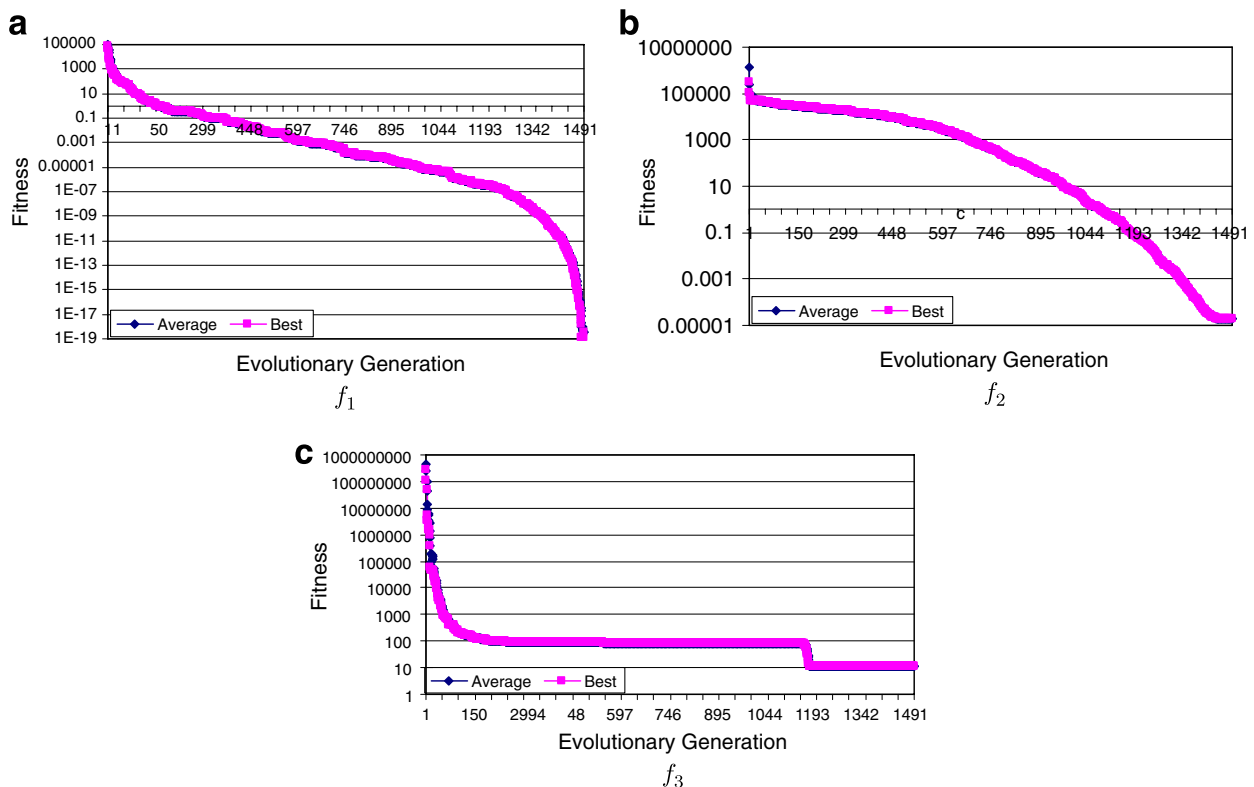 a
100000
1000
10
0.1
0.001
0.00001
1E-07
1E-09
1E-11
1E-13
1E-15
1E-17
1E-19
11 50 299 448 597 746 895 1044 1193 1342 1491
Fitness
Average Best
Evolutionary Generation
f1
b
10000000
100000
1000
10
0.1
0.001
0.00001
c
1 150 299 448 597 746 895 1044 1193 1342 1491
Fitness
Average Best
Evolutionary Generation
f2
c
1000000000
100000000
10000000
1000000
100000
10000
1000
100
10
1
Fitness
Average Best
1 150 2994 48 597 746 895 1044 1193 1342 1491
Evolutionary Generation
f3